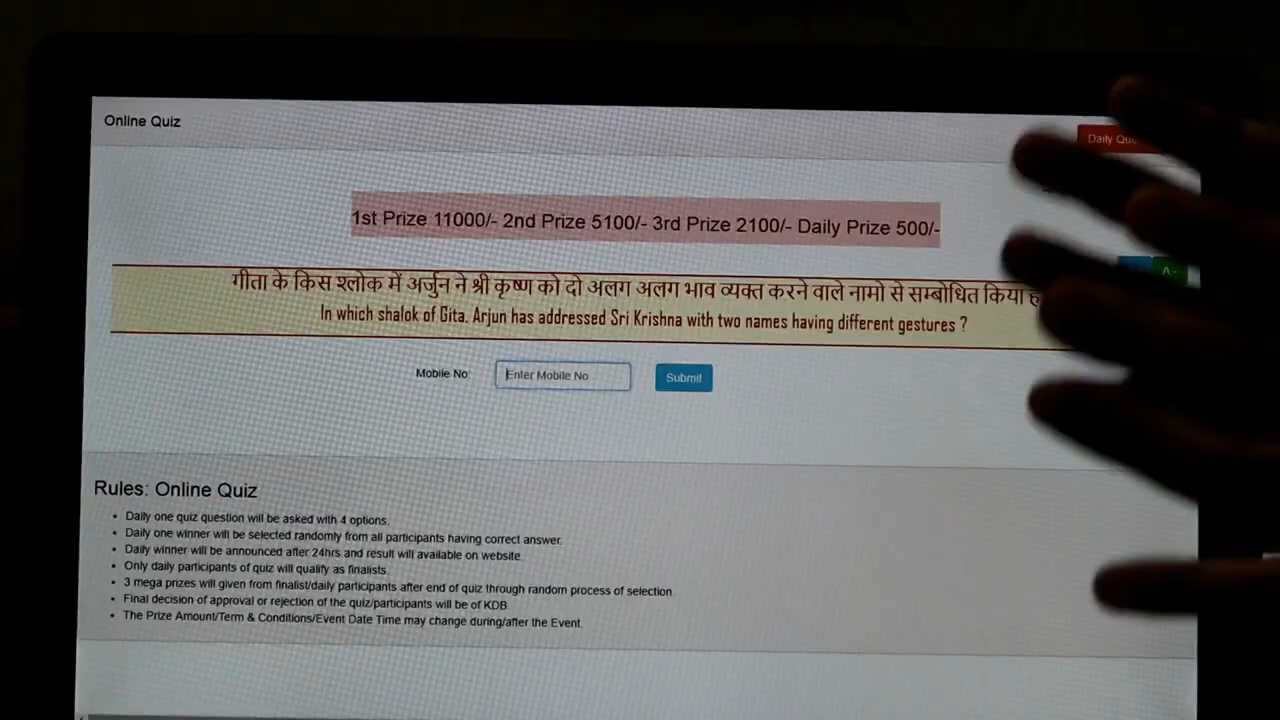 Online Quiz
Daily
1st Prize 11000/- 2nd Prize 5100/- 3rd Prize 2100/- Daily Prize 500/-
A-
गीता के किस श्लोक में अर्जुन ने श्री कृष्ण को दो अलग अलग भाव व्यक्त करने वाले नामो से सम्बोधित किया
In which shalok of Gita, Arjun has addressed Sri Krishna with two names having different gestures ?
Mobile No
Enter Mobile No
Submit
Rules: Online Quiz
• Daily one quiz question will be asked with 4 options.
• Daily one winner will be selected randomly from all participants having correct answer.
• Daily winner will be announced after 24hrs and result will available on website.
• Only daily participants of quiz will qualify as finalists.
• 3 mega prizes will given from finalist/daily participants after end of quiz through random process of selection.
• Final decision of approval or rejection of the quiz/participants will be of KDB
• The Prize Amount/Term & Conditions/Event Date Time may change during/after the Event.